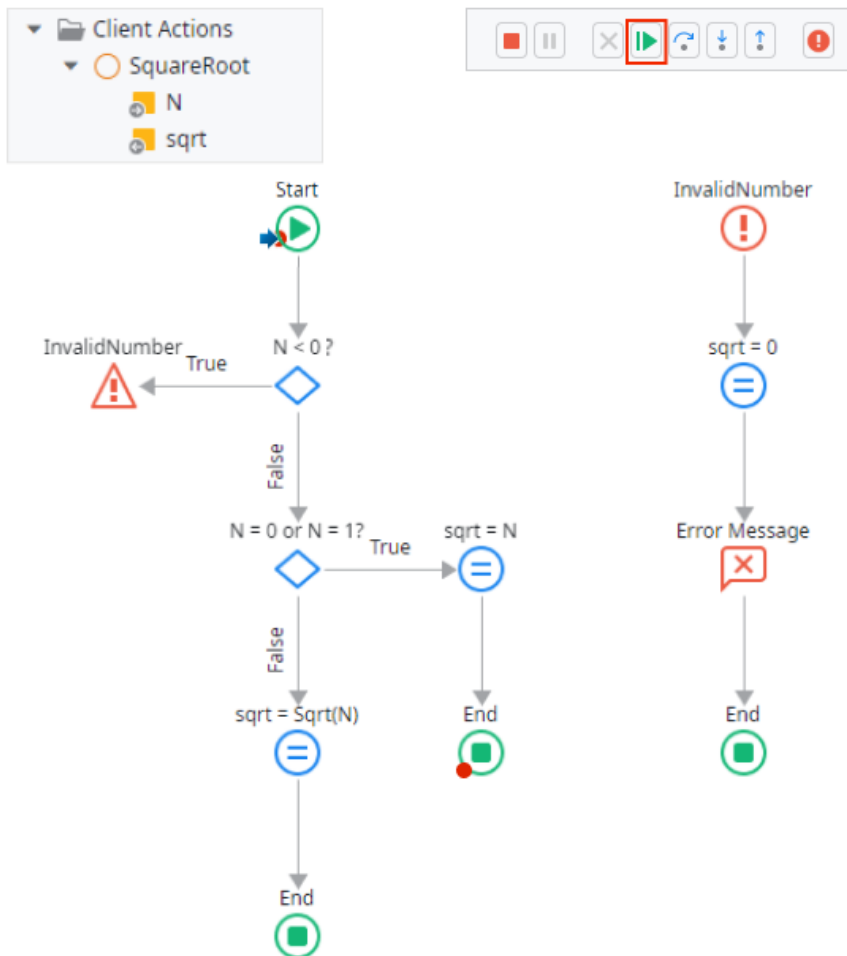 Client Actions
SquareRoot
N
sqrt
Start
InvalidNumber
InvalidNumber
True
N < 0 ?
sqrt = 0
False
N = 0 or N = 1?
True
sqrt = N
Error Message
False
sqrt = Sqrt(N)
End
End
End